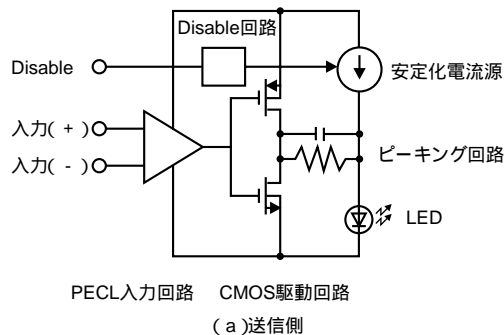 Disable回路
Disable
安定化電流源
入力(+)
入力(-)
ピーキング回路
LED
PECL入力回路 CMOS駆動回路
(a)送信側